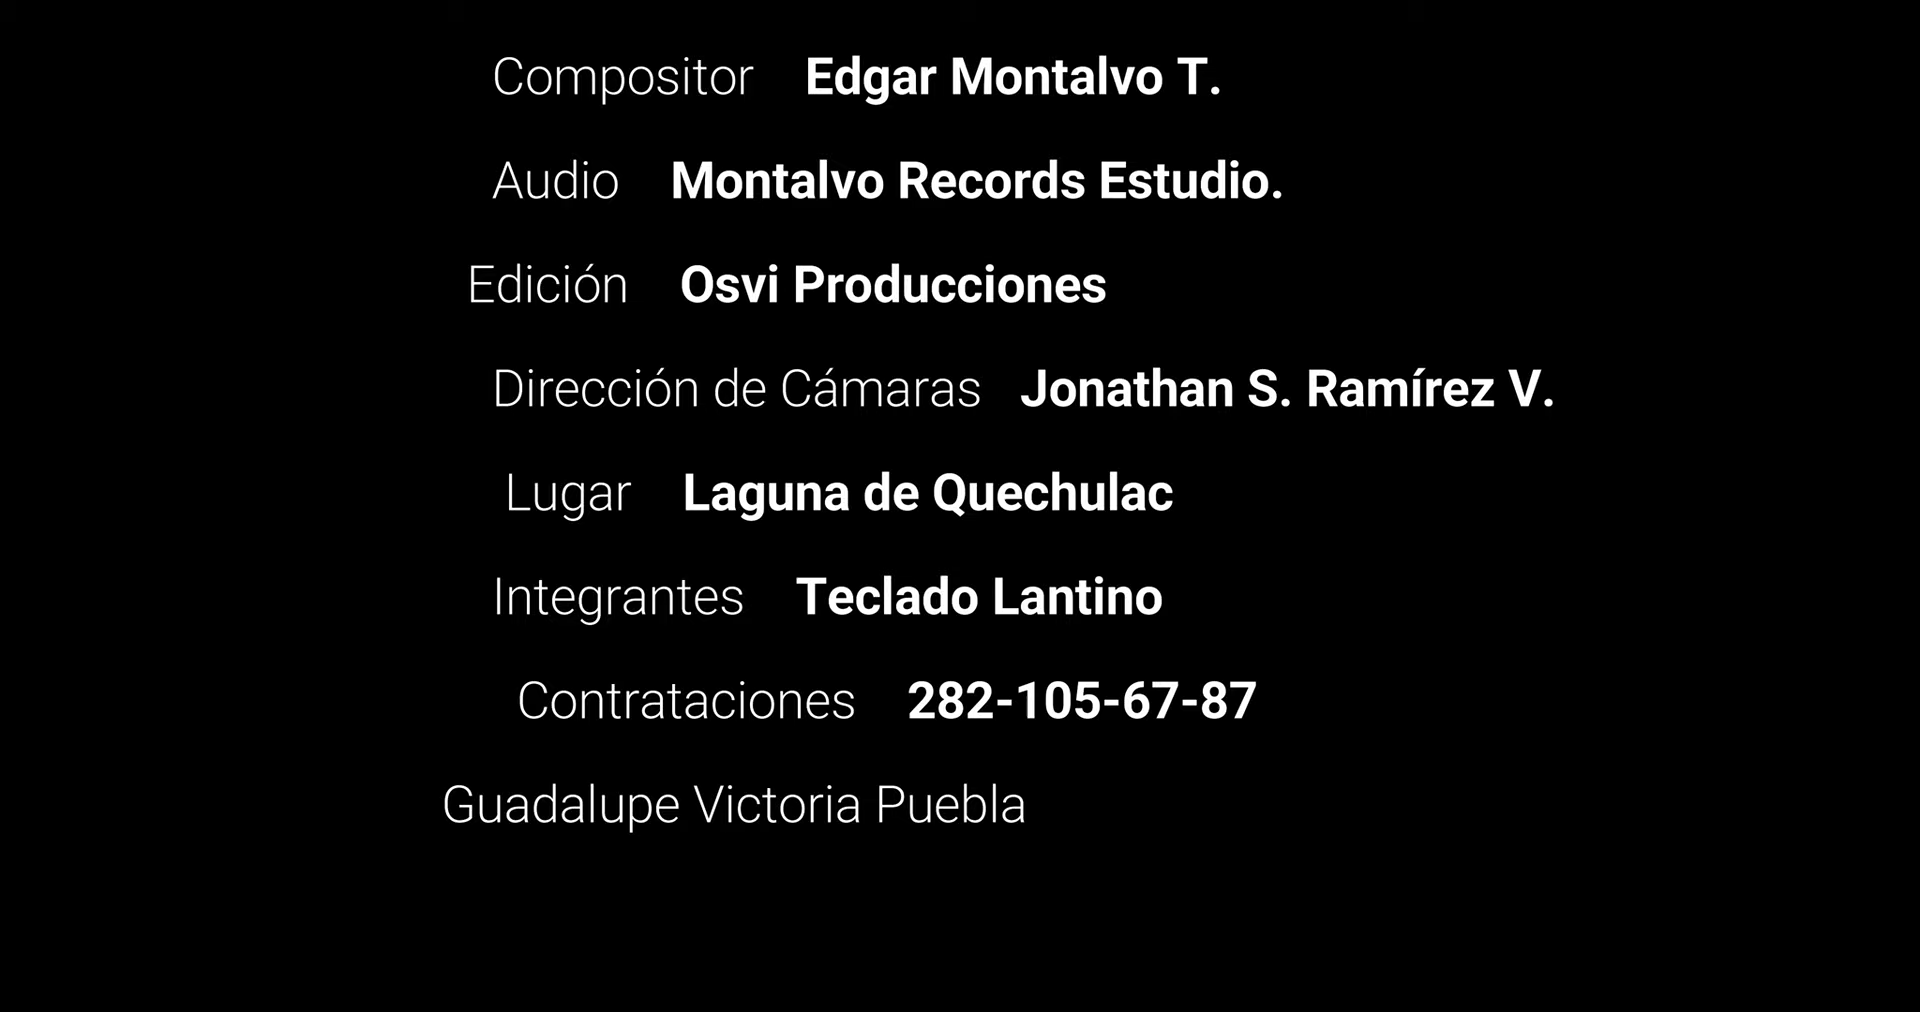 Compositor Edgar Montalvo T.
Audio Montalvo Records Estudio.
Edición Osvi Producciones
Dirección de Cámaras Jonathan S. Ramírez V.
Lugar Laguna de Quechulac
Integrantes Teclado Lantino
Contrataciones 282-105-67-87
Guadalupe Victoria Puebla